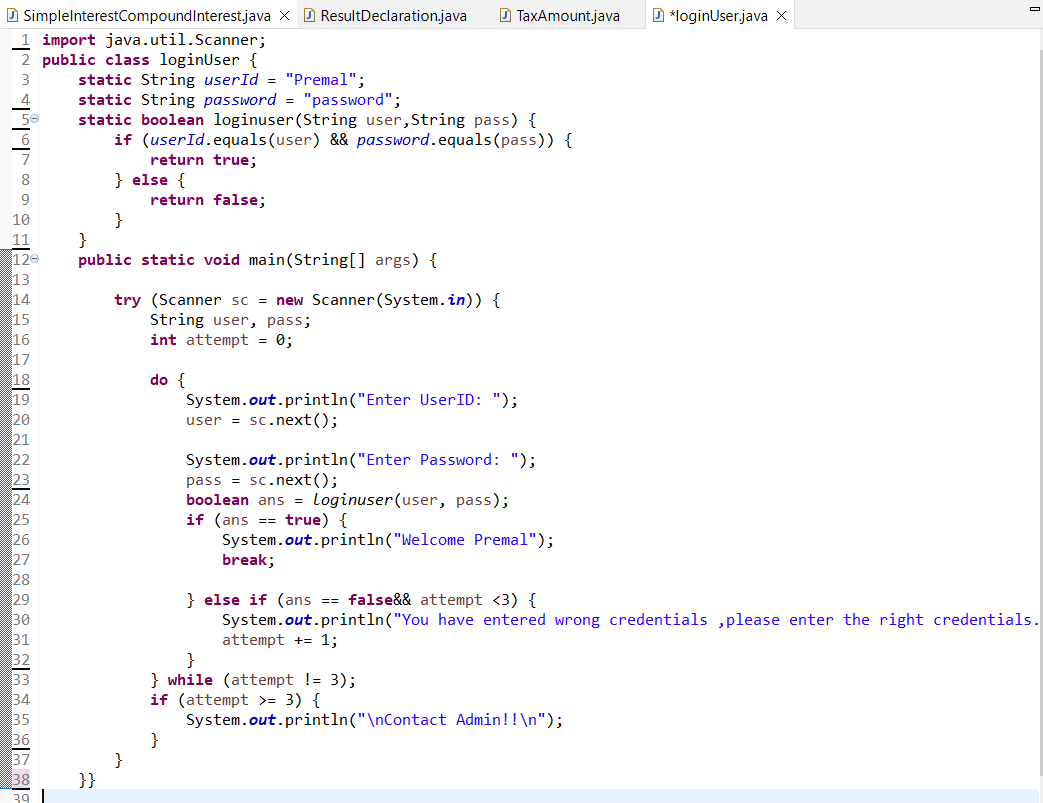 SimpleInterestCompoundInterest.java ResultDeclaration.java TaxAmount.java *loginUser.java
1 import java.util.Scanner;
2 public class loginUser {
3 static String userId = "Premal";
4 static String password = "password";
5 static boolean loginuser(String user,String pass) {
6 if (userId.equals(user) && password.equals(pass)) {
7 return true;
8 } else {
9 return false;
10 }
11 }
12 public static void main(String[] args) {
13
14 try (Scanner sc = new Scanner(System.in)) {
15 String user, pass;
16 int attempt = 0;
17
18 do {
19 System.out.println("Enter UserID: ");
20 user = sc.next();
21
22 System.out.println("Enter Password: ");
23 pass = sc.next();
24 boolean ans = loginuser(user, pass);
25 if (ans == true) {
26 System.out.println("Welcome Premal");
27 break;
28
29 } else if (ans == false&& attempt <3) {
30 System.out.println("You have entered wrong credentials ,please enter the right credentials.
31 attempt += 1;
32 }
33 } while (attempt != 3);
34 if (attempt >= 3) {
35 System.out.println("\nContact Admin!!\n");
36 }
37 }
38 }}
39